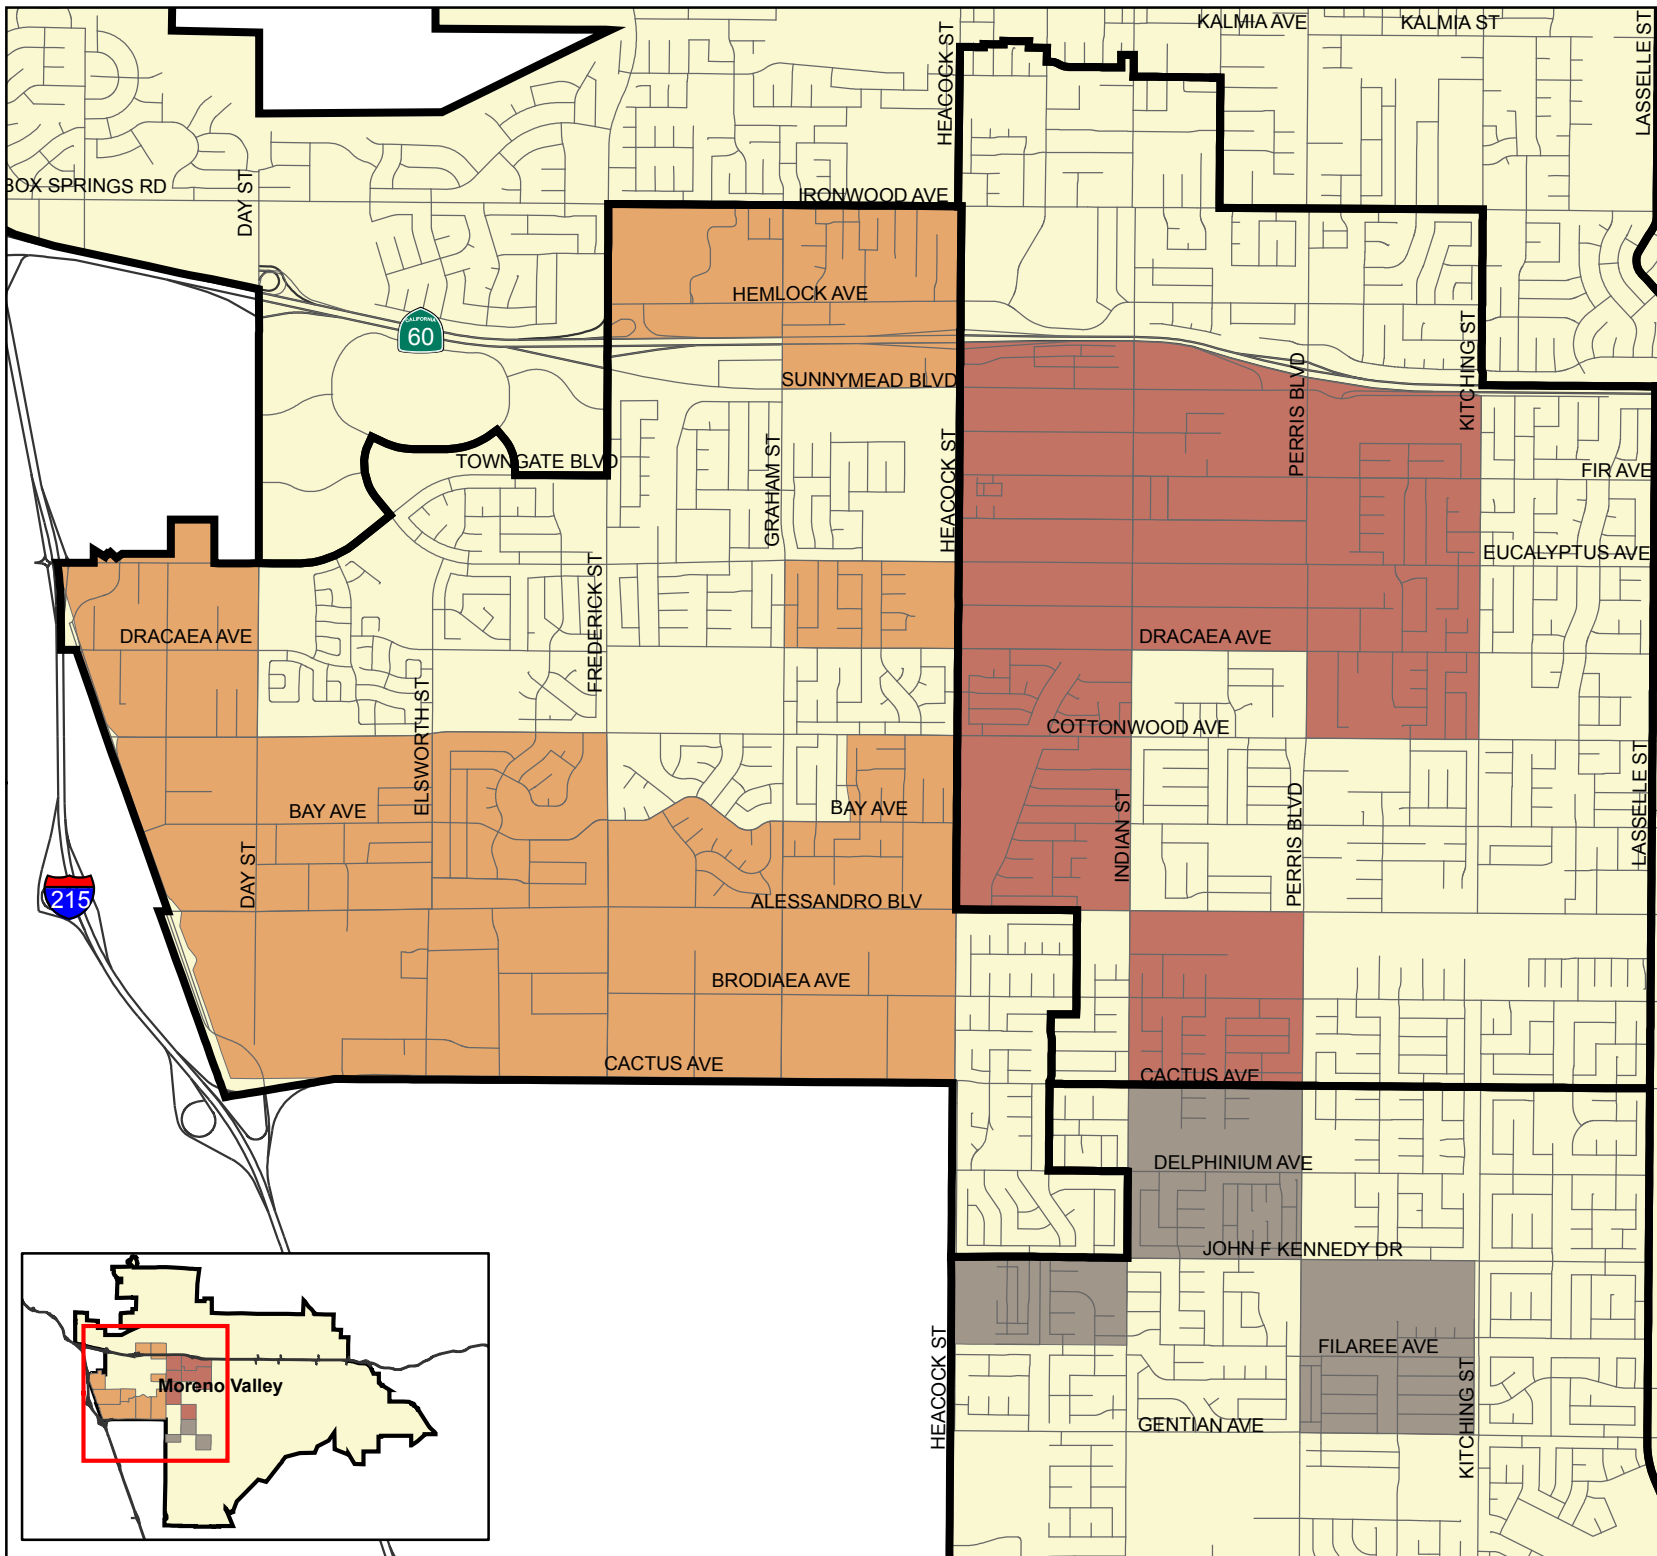 KALMIA AVE
KALMIA ST
LASSELLE ST
HEACOCK ST
BOX SPRINGS RD
DAY ST
IRONWOOD AVE
HEMLOCK AVE
CALIFORNIA
60
KITCHING ST
SUNNYMEAD BLVD
PERRIS BLVD
TOWNGATE BLVD
GRAHAM ST
HEACOCK ST
FIR AVE
EUCALYPTUS AVE
FREDERICK ST
DRACAEA AVE
DRACAEA AVE
ELSWORTH ST
COTTONWOOD AVE
BAY AVE
BAY AVE
INDIAN ST
PERRIS BLVD
LASSELLE ST
DAY ST
215
ALESSANDRO BLV
BRODIAEA AVE
CACTUS AVE
CACTUS AVE
DELPHINIUM AVE
JOHN F KENNEDY DR
HEACOCK ST
FILAREE AVE
KITCHING ST
Moreno Valley
GENTIAN AVE